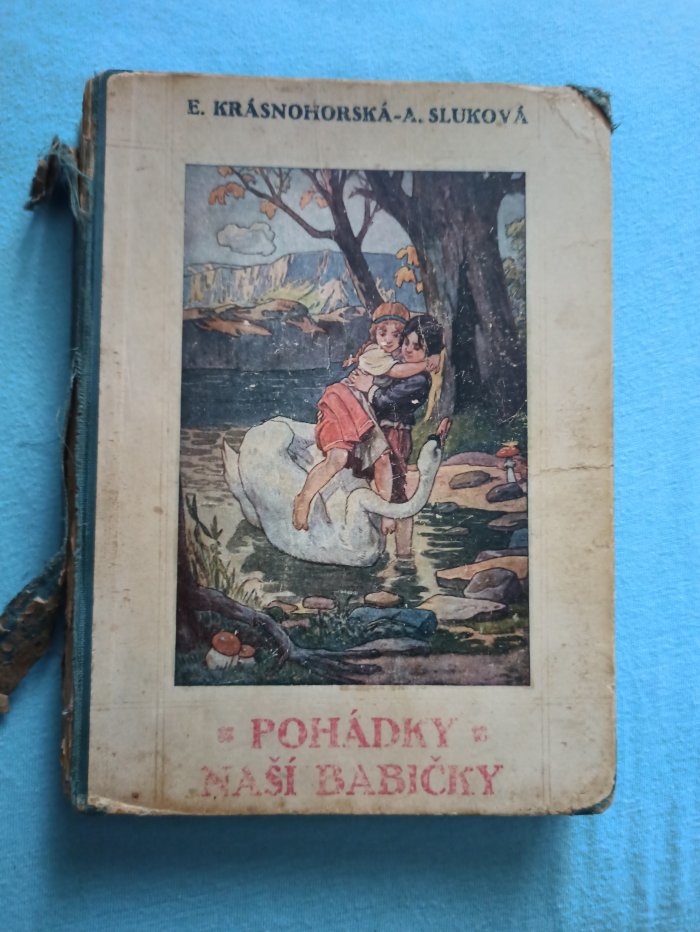 E. KRÁSNOHORSKÁ-A. SLUKOVÁ
POHÁDKY
NAŠÍ BABIČKY